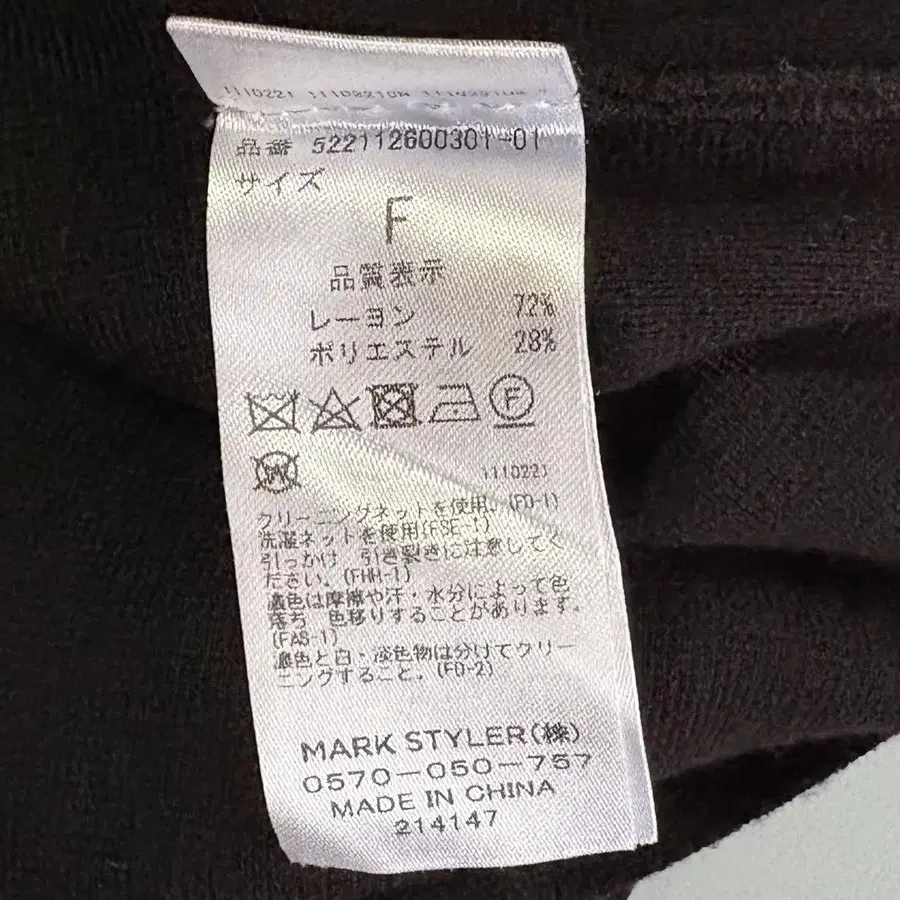 1110221 1110221QM
品番 522112600301-01
サイズ
F
品質表示
レーヨン 72%
ポリエステル 28%
F
W
1110221
クリーニングネットを使用。(FD-1)
洗濯ネットを使用(FSE-1)
引っかけ 引き裂きに注意してく
ださい。(FHH-1)
濃色は摩擦や汗・水分によって色
落ち 色移りすることがあります。
(FAS-1)
濃色と白・淡色物は分けてクリー
ニングすること。(FD-2)
MARK STYLER(株)
0570-050-757
MADE IN CHINA
214147